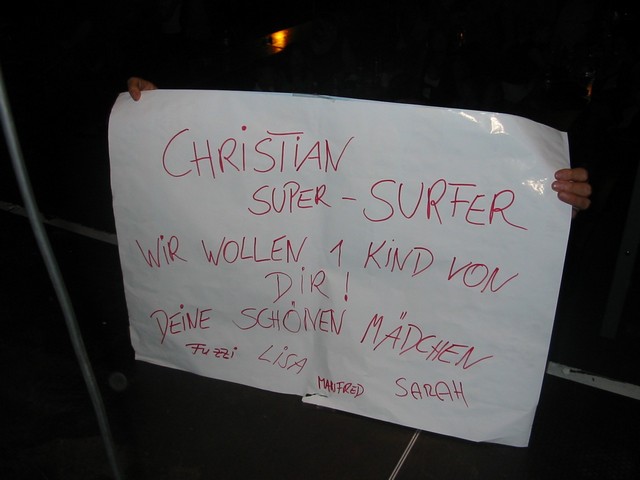 CHRISTIAN
SUPER-SURFER
WIR WOLLEN 1 KIND VON
DIR!
DEINE SCHÖNEN MÄDCHEN
Fuzzi LISA MANFRED SARAH